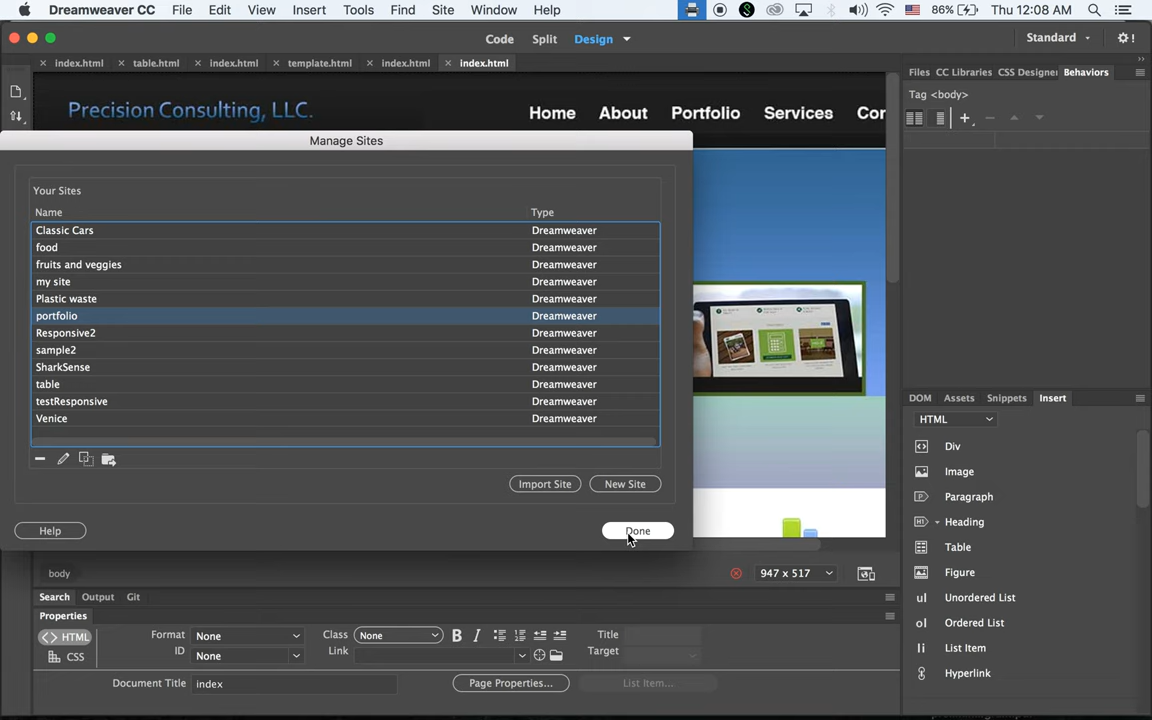 Dreamweaver CC File Edit View Insert Format Tools Find Site Window Help 86% Thu 12:08 AM
Code Split Design Standard
index.html table.html index.html template.html index.html index.html
Files CC Libraries CSS Designer Behaviors
Tag <body>
Precision Consulting, LLC. Home About Portfolio Services Cor
Manage Sites
Your Sites
Name Type
Classic Cars Dreamweaver
food Dreamweaver
fruits and veggies Dreamweaver
my site Dreamweaver
Plastic waste Dreamweaver
portfolio Dreamweaver
Responsive2 Dreamweaver
sample2 Dreamweaver
SharkSense Dreamweaver
table Dreamweaver
testResponsive Dreamweaver
Venice Dreamweaver
Import Site New Site
Help Done
DOM Assets Snippets Insert
HTML
Div
Image
Paragraph
Heading
Table
Figure
ul Unordered List
ol Ordered List
li List Item
Hyperlink
body 947 x 517
Search Output Git
Properties
<> HTML Format None Class None B I Title
CSS ID None Link Target
Document Title index Page Properties... List Item...